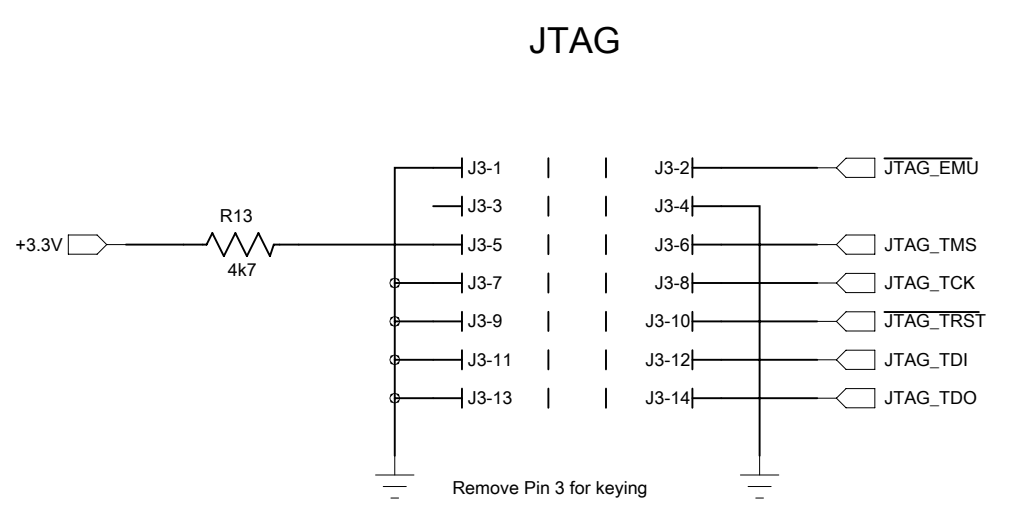 JTAG
J3-1 J3-2 JTAG_EMU
J3-3 J3-4
R13
+3.3V J3-5 J3-6 JTAG_TMS
4k7
J3-7 J3-8 JTAG_TCK
J3-9 J3-10 JTAG_TRST
J3-11 J3-12 JTAG_TDI
J3-13 J3-14 JTAG_TDO
Remove Pin 3 for keying